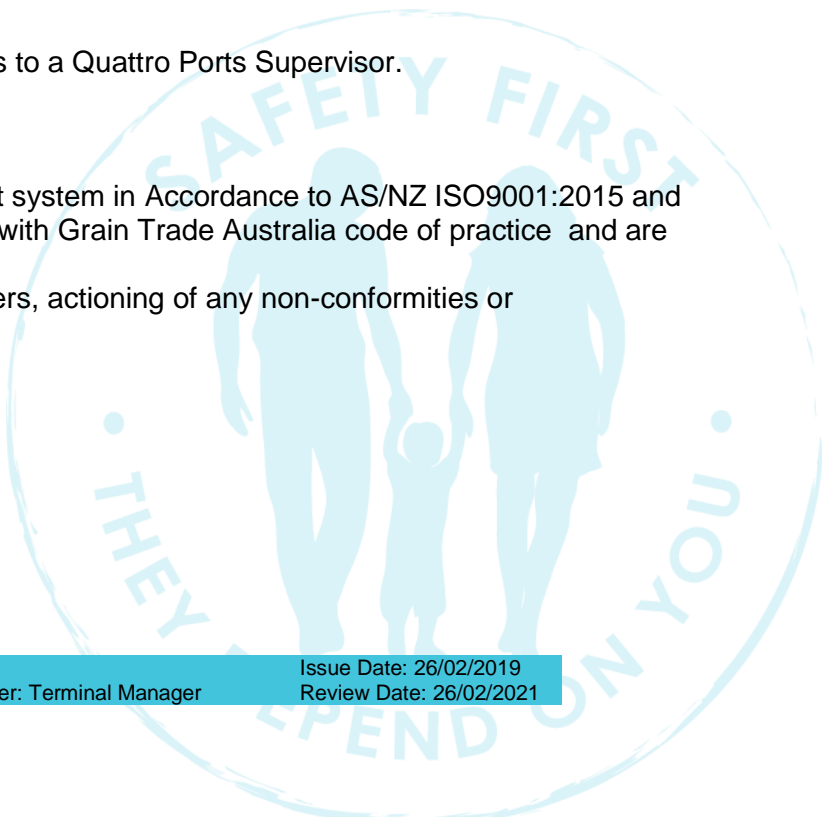 s to a Quattro Ports Supervisor.
SAFETY FIRST
t system in Accordance to AS/NZ ISO9001:2015 and
with Grain Trade Australia code of practice and are
ers, actioning of any non-conformities or
THEY DEPEND ON YOU
Issue Date: 26/02/2019
er: Terminal Manager Review Date: 26/02/2021